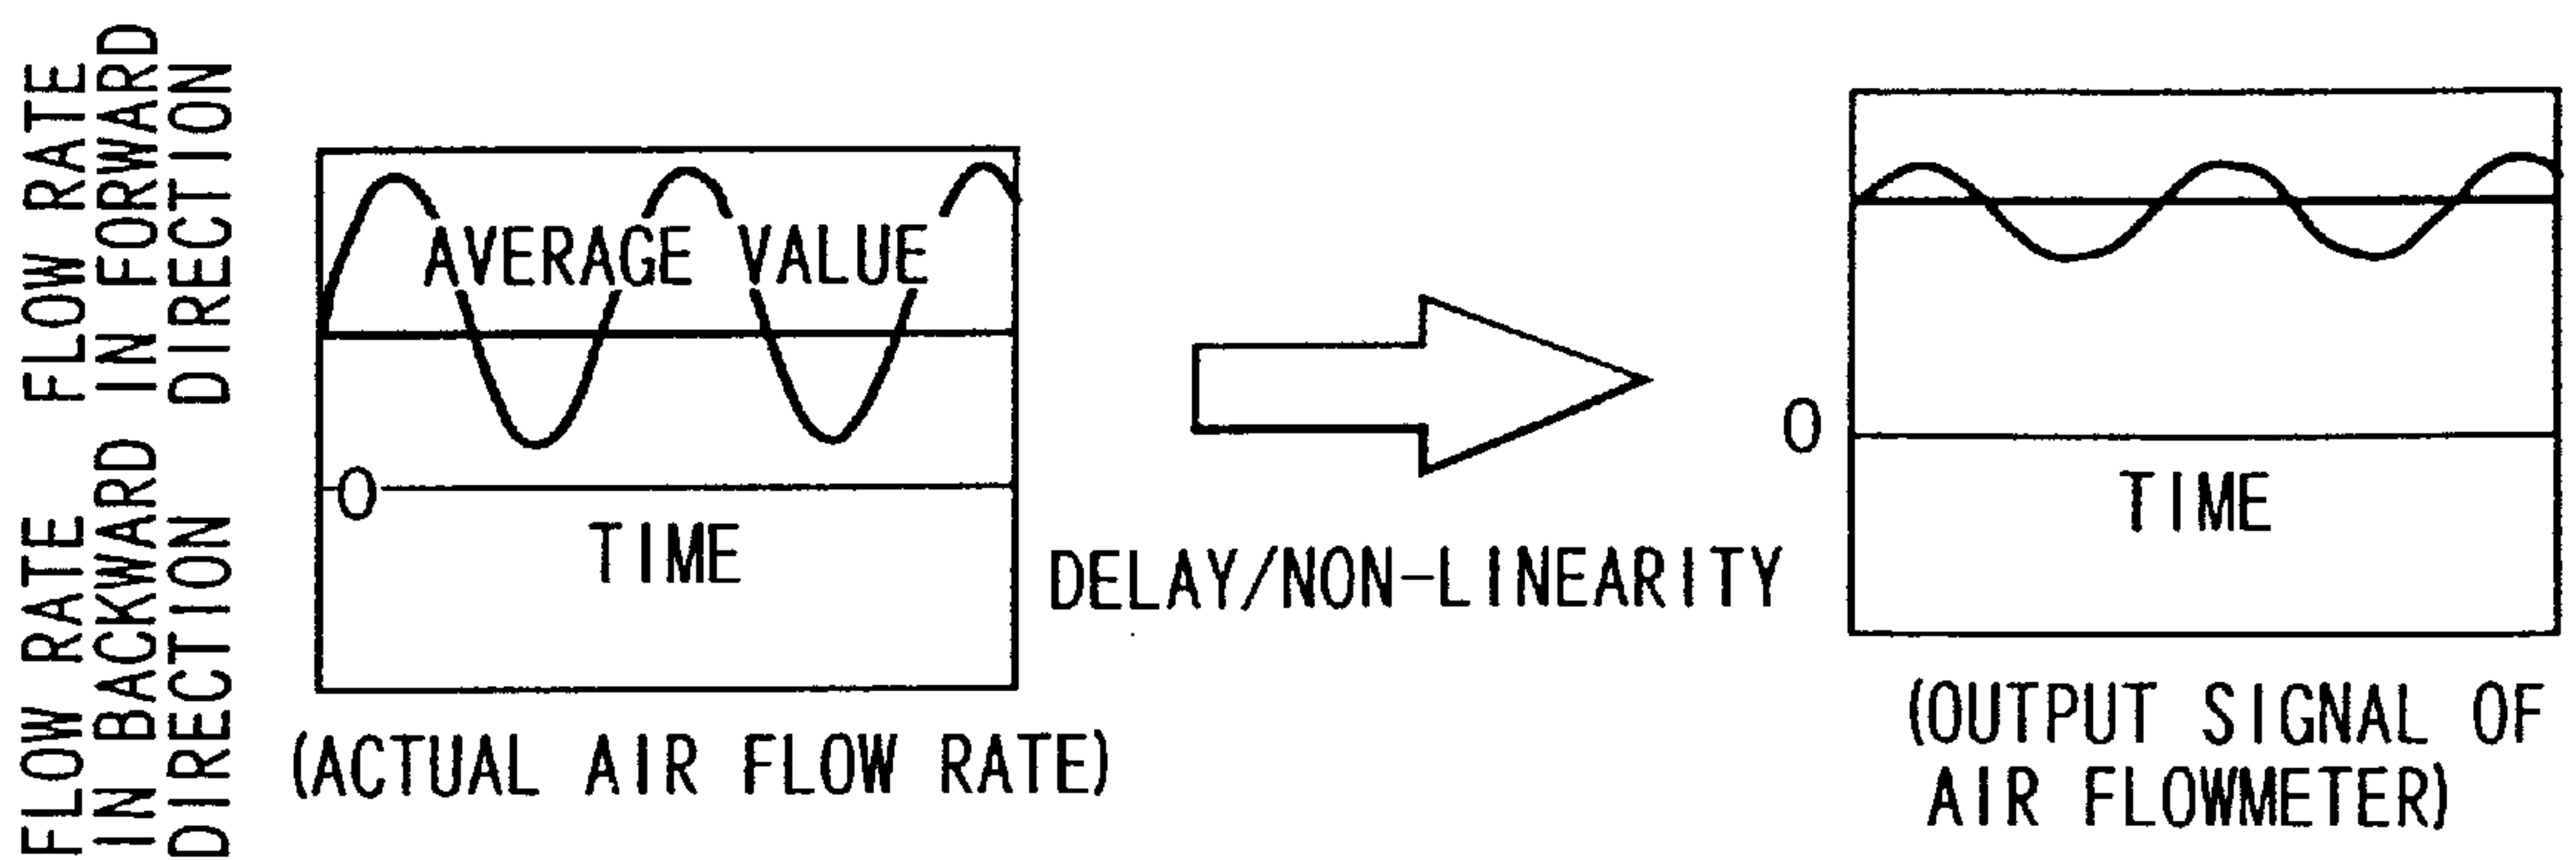 FLOW RATE
IN FORWARD
DIRECTION
FLOW RATE
IN BACKWARD
DIRECTION
AVERAGE VALUE
0
TIME
(ACTUAL AIR FLOW RATE)
DELAY/NON-LINEARITY
0
TIME
(OUTPUT SIGNAL OF
AIR FLOWMETER)